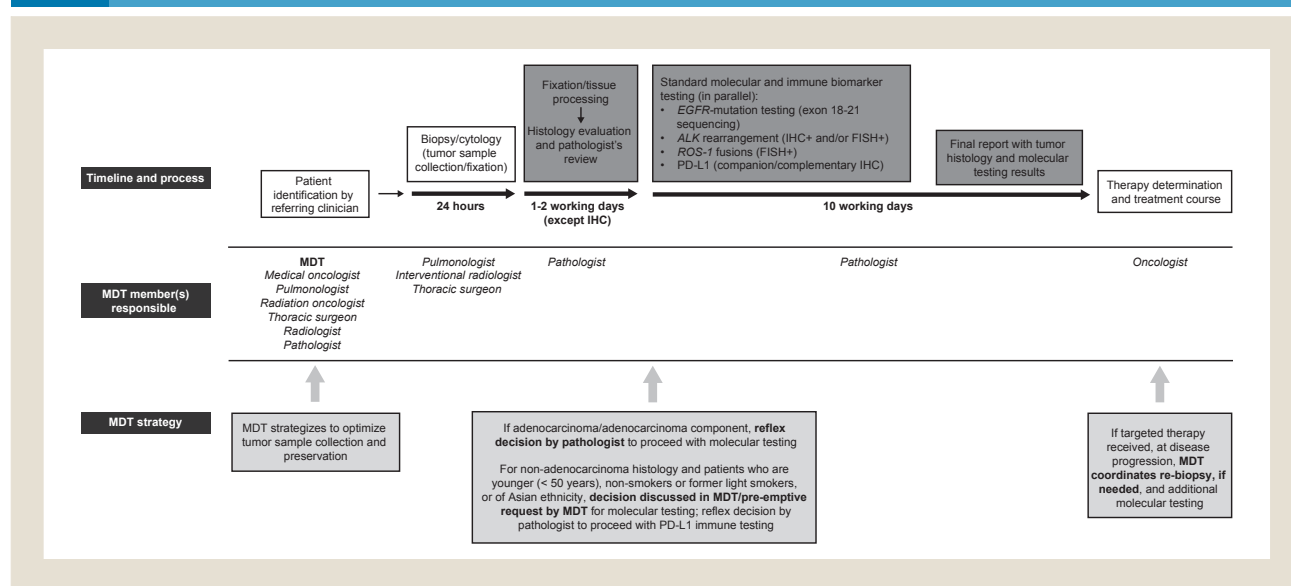 Timeline and process
Patient
identification by
referring clinician
Biopsy/cytology
(tumor sample
collection/fixation)
24 hours
Fixation/tissue
processing
Histology evaluation
and pathologist's
review
1-2 working days
(except IHC)
Standard molecular and immune biomarker
testing (in parallel):
• EGFR-mutation testing (exon 18-21
sequencing)
• ALK rearrangement (IHC+ and/or FISH+)
• ROS-1 fusions (FISH+)
• PD-L1 (companion/complementary IHC)
10 working days
Final report with tumor
histology and molecular
testing results
Therapy determination
and treatment course
MDT member(s)
responsible
MDT
Medical oncologist
Pulmonologist
Radiation oncologist
Thoracic surgeon
Radiologist
Pathologist
Pulmonologist
Interventional radiologist
Thoracic surgeon
Pathologist
Pathologist
Oncologist
MDT strategy
MDT strategizes to optimize
tumor sample collection and
preservation
If adenocarcinoma/adenocarcinoma component, reflex
decision by pathologist to proceed with molecular testing
For non-adenocarcinoma histology and patients who are
younger (< 50 years), non-smokers or former light smokers,
or of Asian ethnicity, decision discussed in MDT/pre-emptive
request by MDT for molecular testing; reflex decision by
pathologist to proceed with PD-L1 immune testing
If targeted therapy
received, at disease
progression, MDT
coordinates re-biopsy, if
needed, and additional
molecular testing